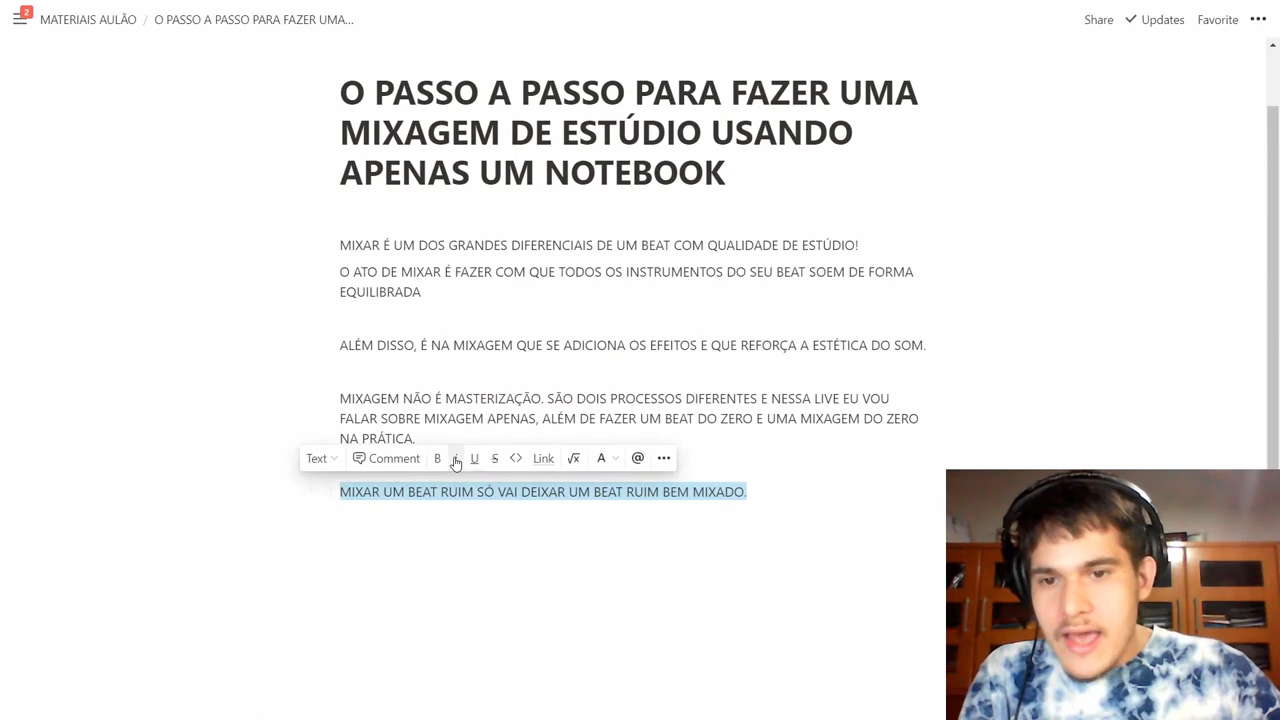 2
MATERIAIS AULÃO / O PASSO A PASSO PARA FAZER UMA...
Share Updates Favorite
O PASSO A PASSO PARA FAZER UMA
MIXAGEM DE ESTÚDIO USANDO
APENAS UM NOTEBOOK
MIXAR É UM DOS GRANDES DIFERENCIAIS DE UM BEAT COM QUALIDADE DE ESTÚDIO!
O ATO DE MIXAR É FAZER COM QUE TODOS OS INSTRUMENTOS DO SEU BEAT SOEM DE FORMA
EQUILIBRADA
ALÉM DISSO, É NA MIXAGEM QUE SE ADICIONA OS EFEITOS E QUE REFORÇA A ESTÉTICA DO SOM.
MIXAGEM NÃO É MASTERIZAÇÃO. SÃO DOIS PROCESSOS DIFERENTES E NESSA LIVE EU VOU
FALAR SOBRE MIXAGEM APENAS, ALÉM DE FAZER UM BEAT DO ZERO E UMA MIXAGEM DO ZERO
NA PRÁTICA.
Text Comment B i U S <> Link √x A @ •••
MIXAR UM BEAT RUIM SÓ VAI DEIXAR UM BEAT RUIM BEM MIXADO.